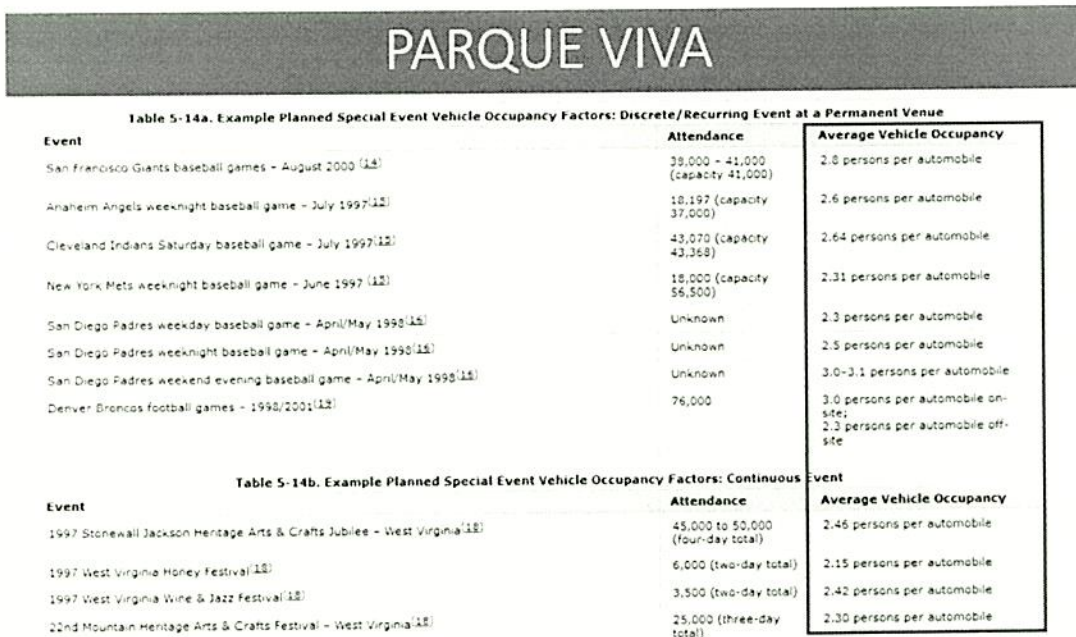 PARQUE VIVA
Table 5-14a. Example Planned Special Event Vehicle Occupancy Factors: Discrete/Recurring Event at a Permanent Venue
Event Attendance Average Vehicle Occupancy
San Francisco Giants baseball games – August 2000 (14) 38,000 – 41,000 2.8 persons per automobile
(capacity 41,000)
Anaheim Angels weeknight baseball game – July 1997(15) 18,197 (capacity 2.6 persons per automobile
37,000)
Cleveland Indians Saturday baseball game – July 1997(15) 43,070 (capacity 2.64 persons per automobile
43,368)
New York Mets weeknight baseball game – June 1997 (15) 18,000 (capacity 2.31 persons per automobile
56,500)
San Diego Padres weekday baseball game – April/May 1998(16) Unknown 2.3 persons per automobile
San Diego Padres weeknight baseball game – April/May 1998(16) Unknown 2.5 persons per automobile
San Diego Padres weekend evening baseball game – April/May 1998(16) Unknown 3.0-3.1 persons per automobile
Denver Broncos football games – 1998/2001(19) 76,000 3.0 persons per automobile on-
site;
2.3 persons per automobile off-
site
Table 5-14b. Example Planned Special Event Vehicle Occupancy Factors: Continuous Event
Event Attendance Average Vehicle Occupancy
1997 Stonewall Jackson Heritage Arts & Crafts Jubilee – West Virginia(18) 45,000 to 50,000 2.46 persons per automobile
(four-day total)
1997 West Virginia Honey Festival(18) 6,000 (two-day total) 2.15 persons per automobile
1997 West Virginia Wine & Jazz Festival(18) 3,500 (two-day total) 2.42 persons per automobile
22nd Mountain Heritage Arts & Crafts Festival – West Virginia(18) 25,000 (three-day 2.30 persons per automobile
total)